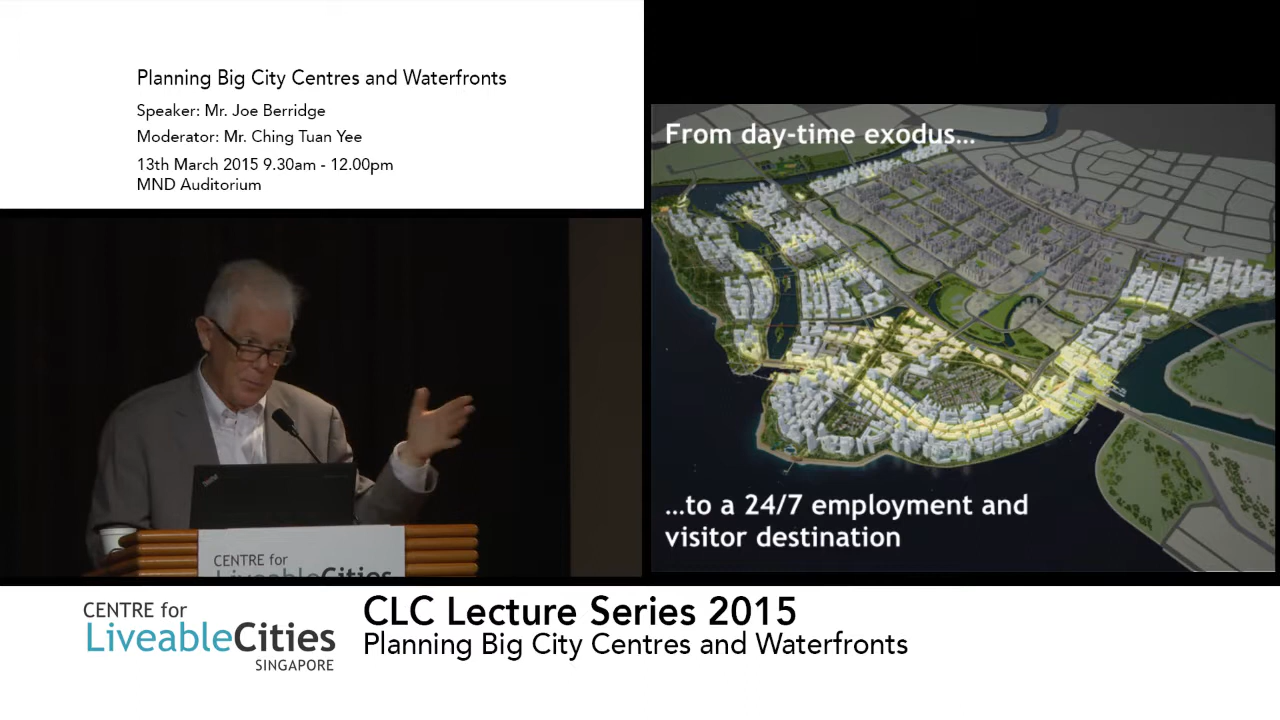 Planning Big City Centres and Waterfronts
Speaker: Mr. Joe Berridge
Moderator: Mr. Ching Tuan Yee
13th March 2015 9.30am - 12.00pm
MND Auditorium
From day-time exodus...
...to a 24/7 employment and
visitor destination
ThinkPad
CENTRE for
LiveableCities
CENTRE for
LiveableCities
SINGAPORE
CLC Lecture Series 2015
Planning Big City Centres and Waterfronts